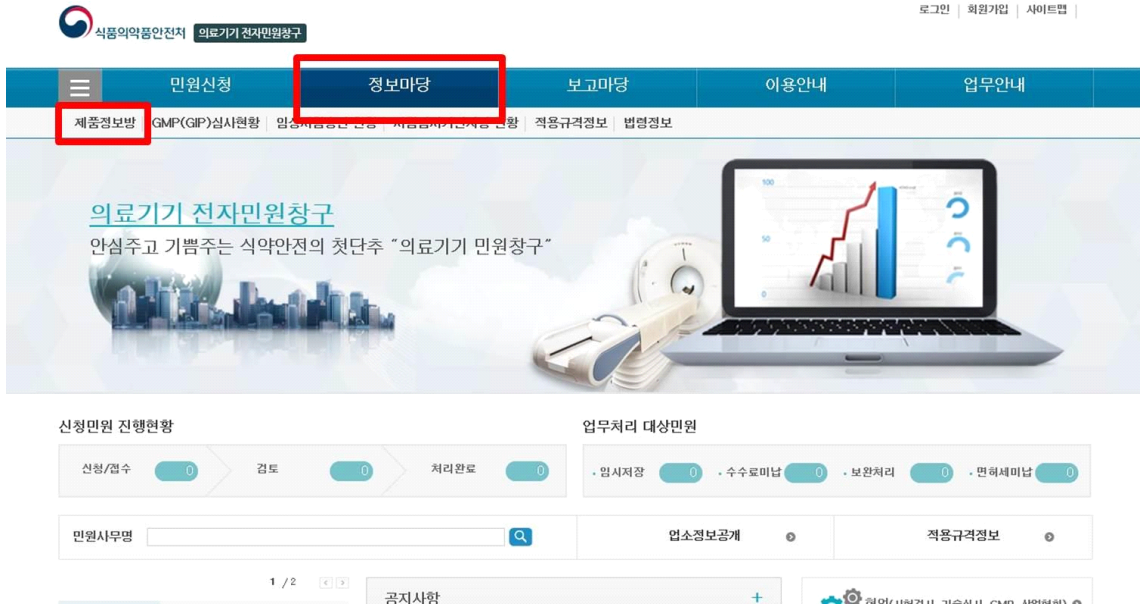 로그인 회원가입 사이트맵
식품의약품안전처 의료기기 전자민원창구
민원신청 정보마당 보고마당 이용안내 업무안내
제품정보방 GMP(GIP)심사현황 적용규격정보 법령정보
의료기기 전자민원창구
안심주고 기쁨주는 식약안전의 첫단추 "의료기기 민원창구"
100
50
0
신청민원 진행현황 업무처리 대상민원
신청/접수 0 검토 0 처리완료 0 · 임시저장 0 · 수수료미납 0 · 보완처리 0 · 면허세미납 0
민원사무명 업소정보공개 적용규격정보
1 / 2
공지사항 +